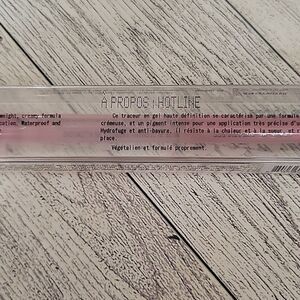 A PROPOS : HOTLINE
weight, creamy formula
cation. Waterproof and
Ce traceur en gel haute définition se caractérise par une formule
crémeuse, et un pigment intense pour une application très précise
Hydrofuge et anti-bavure, il résiste à la chaleur et à la sueur, et
place.
Végétalien et formulé proprement.